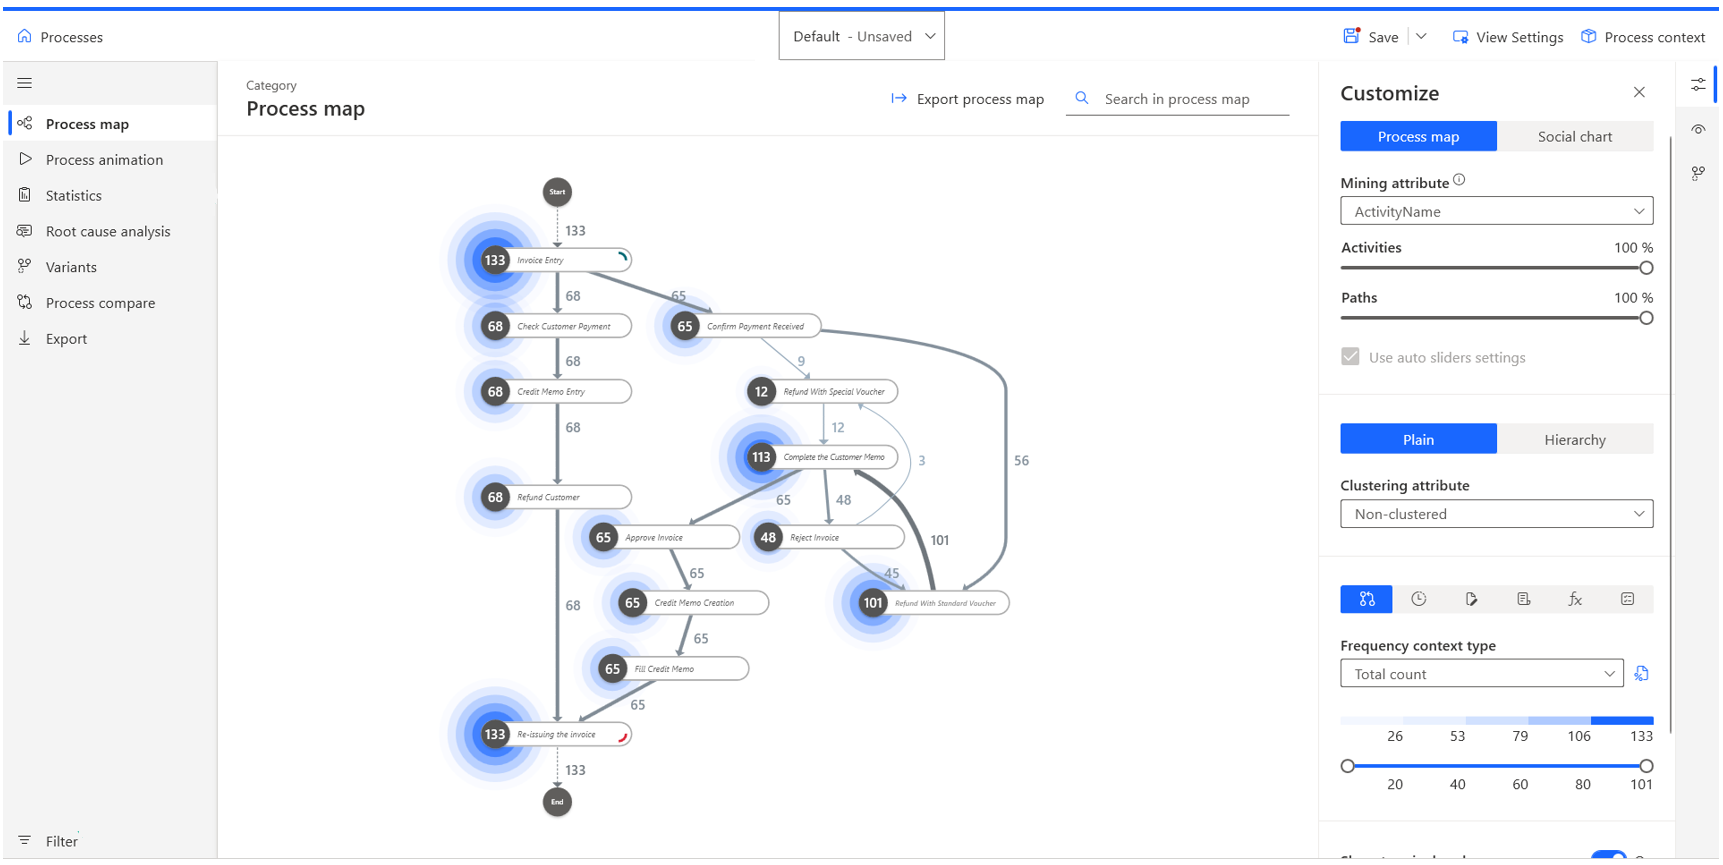 Processes
Default - Unsaved
Save
View Settings
Process context
Process map
Process animation
Statistics
Root cause analysis
Variants
Process compare
Export
Filter
Category
Process map
Export process map
Search in process map
Start
133
133 Invoice Entry
68
65
68 Check Customer Payment
65 Confirm Payment Received
68
9
68 Credit Memo Entry
12 Refund With Special Voucher
68
12
113 Complete the Customer Memo
3
56
65
48
68 Refund Customer
65 Approve Invoice
48 Reject Invoice
101
65
45
68
65 Credit Memo Creation
101 Refund With Standard Voucher
65
65 Fill Credit Memo
65
133 Re-issuing the invoice
133
End
Customize
Process map
Social chart
Mining attribute
ActivityName
Activities 100 %
Paths 100 %
Use auto sliders settings
Plain
Hierarchy
Clustering attribute
Non-clustered
fx
Frequency context type
Total count
26 53 79 106 133
20 40 60 80 101